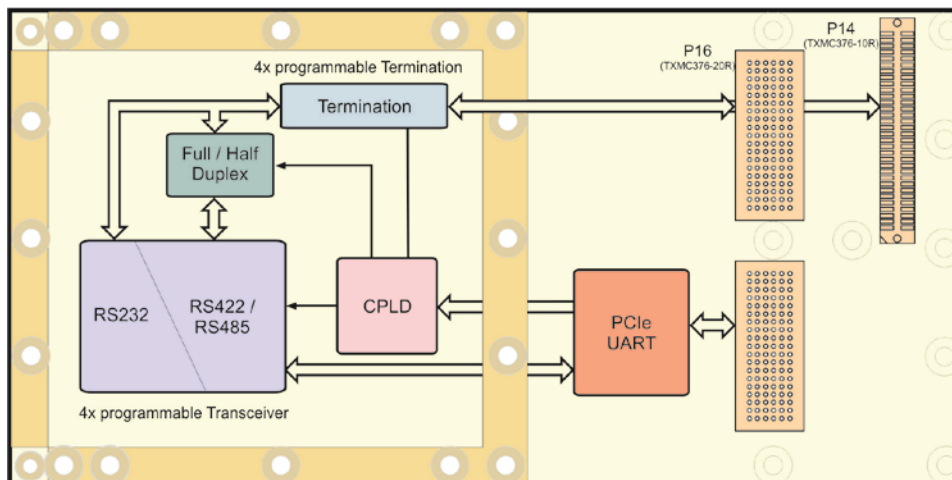 P14
(TXMC376-10R)
P16
(TXMC376-20R)
4x programmable Termination
Termination
Full / Half
Duplex
RS232
RS422 /
RS485
CPLD
PCIe
UART
4x programmable Transceiver